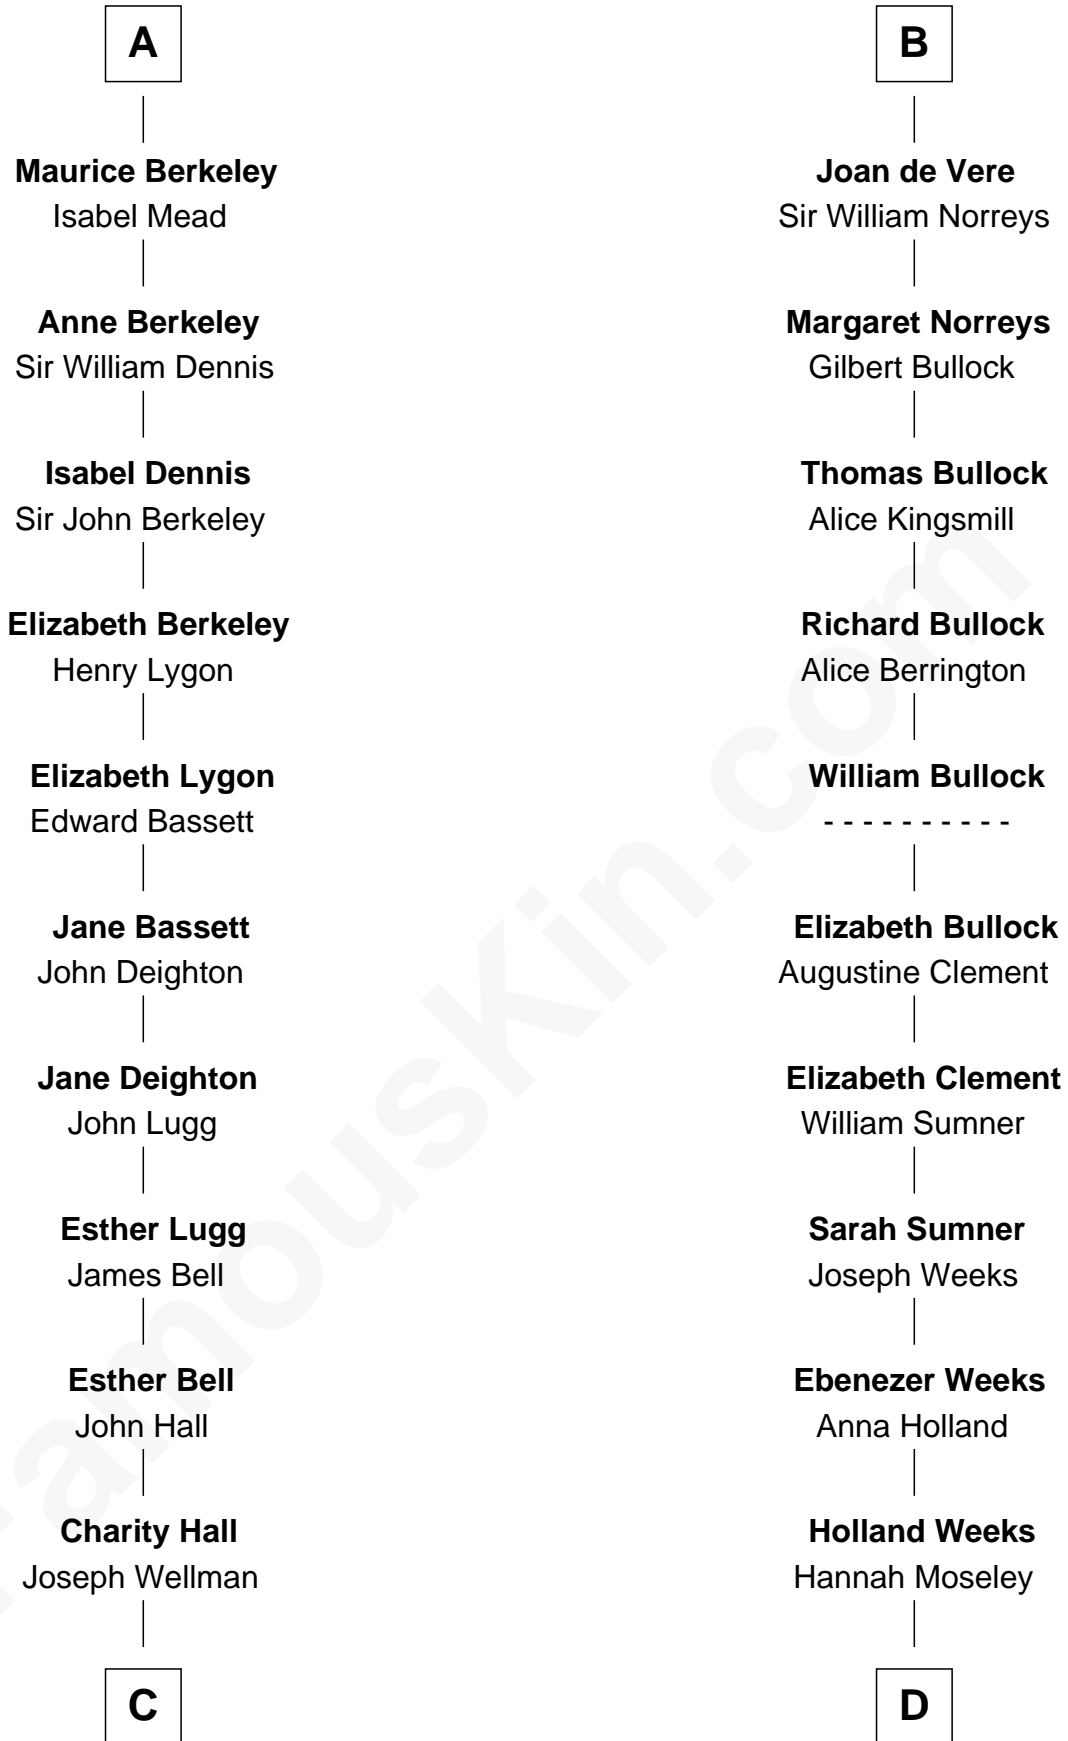 A
Maurice Berkeley
Isabel Mead
Anne Berkeley
Sir William Dennis
Isabel Dennis
Sir John Berkeley
Elizabeth Berkeley
Henry Lygon
Elizabeth Lygon
Edward Bassett
Jane Bassett
John Deighton
Jane Deighton
John Lugg
Esther Lugg
James Bell
Esther Bell
John Hall
Charity Hall
Joseph Wellman
C
B
Joan de Vere
Sir William Norreys
Margaret Norreys
Gilbert Bullock
Thomas Bullock
Alice Kingsmill
Richard Bullock
Alice Berrington
William Bullock
- - - - - - - - - -
Elizabeth Bullock
Augustine Clement
Elizabeth Clement
William Sumner
Sarah Sumner
Joseph Weeks
Ebenezer Weeks
Anna Holland
Holland Weeks
Hannah Moseley
D
FamousKin.com